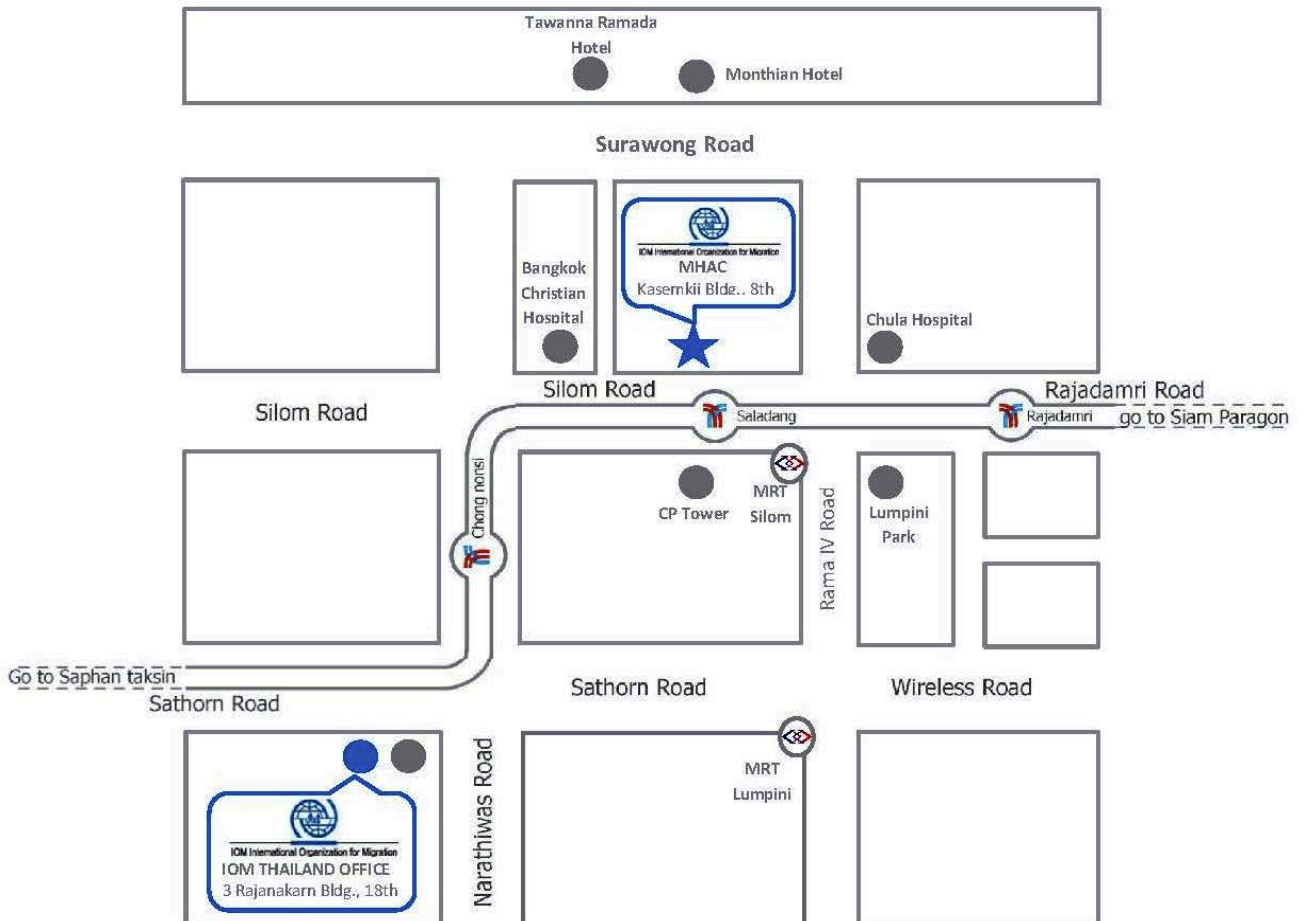 Tawanna Ramada
Hotel
Monthian Hotel
Surawong Road
IOM International Organization for Migration
MHAC
Kasemkii Bldg., 8th
Bangkok
Christian
Hospital
Chula Hospital
Silom Road
Silom Road
Rajadamri Road
Saladang
Rajadamri
go to Siam Paragon
Chong nonsi
CP Tower
MRT
Silom
Rama IV Road
Lumpini
Park
Go to Saphan taksin
Sathorn Road
Sathorn Road
Wireless Road
Narathiwas Road
MRT
Lumpini
IOM International Organization for Migration
IOM THAILAND OFFICE
3 Rajanakarn Bldg., 18th